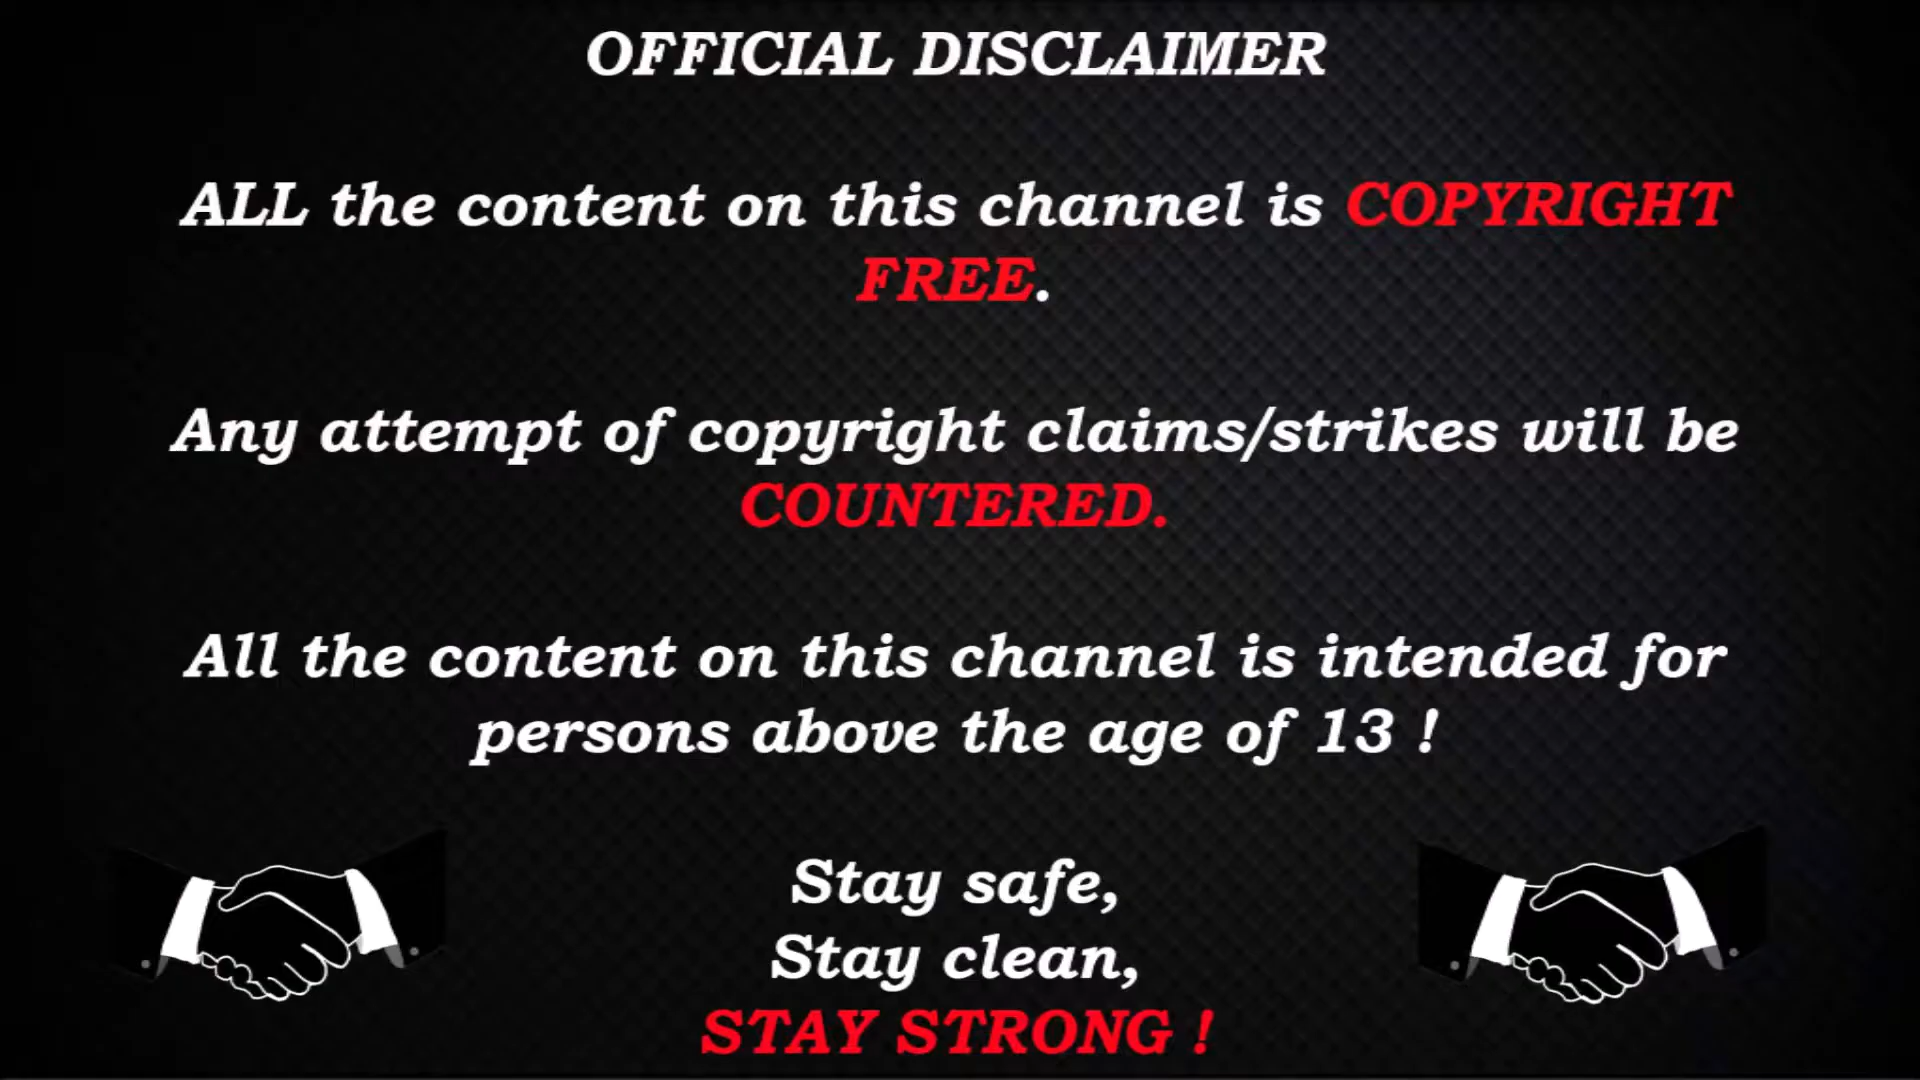 OFFICIAL DISCLAIMER
ALL the content on this channel is COPYRIGHT
FREE.
Any attempt of copyright claims/strikes will be
COUNTERED.
All the content on this channel is intended for
persons above the age of 13 !
Stay safe,
Stay clean,
STAY STRONG !